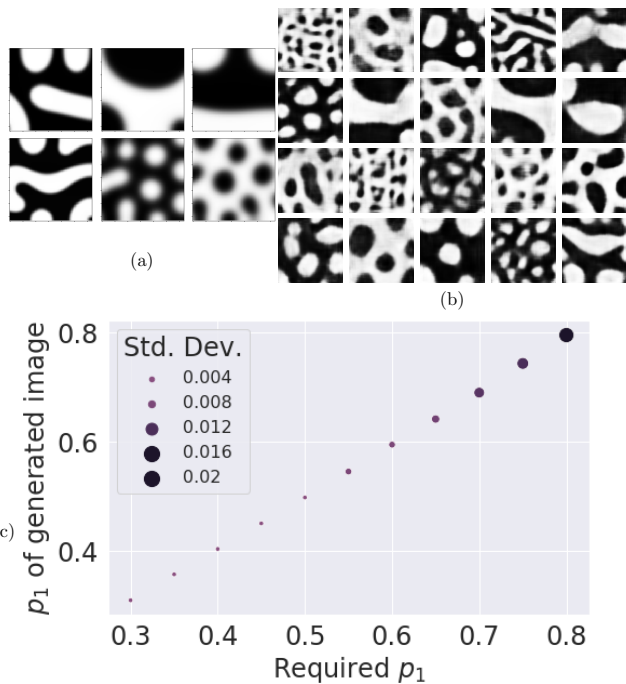 (a)
(b)
c)
p₁ of generated image
0.8
0.6
0.4
Std. Dev.
0.004
0.008
0.012
0.016
0.02
0.3 0.4 0.5 0.6 0.7 0.8
Required p₁